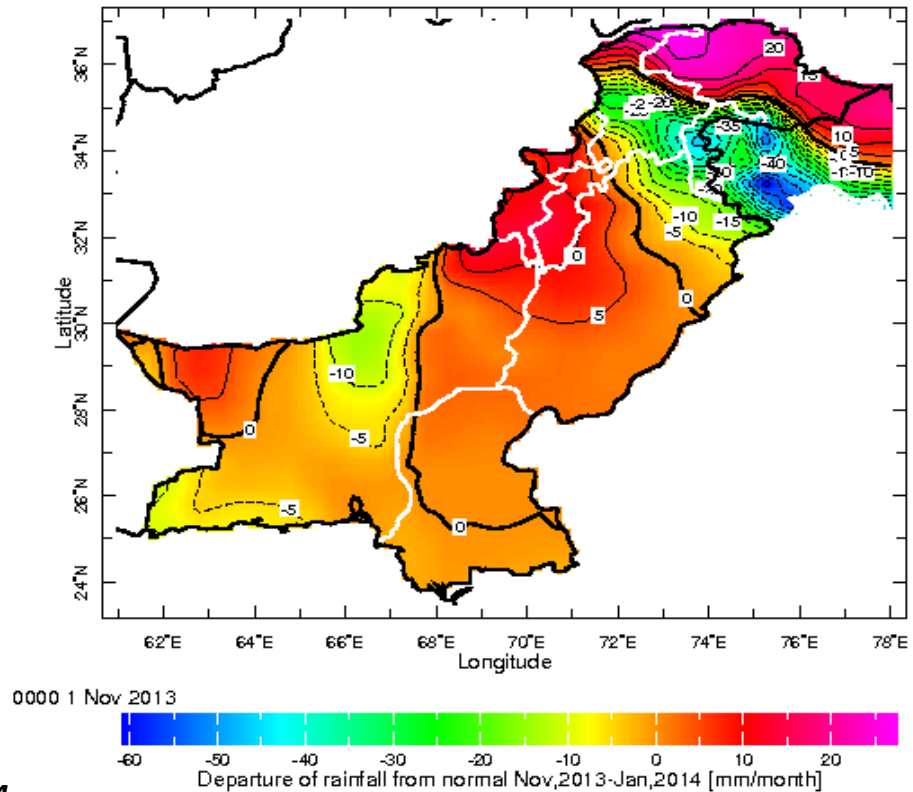 36°N
34°N
32°N
30°N
28°N
26°N
24°N
Latitude
20
10
-20
-35
-40
-10
-15
-5
0
5
0
-10
-5
0
-5
0
62°E 64°E 66°E 68°E 70°E 72°E 74°E 76°E 78°E
Longitude
0000 1 Nov 2013
-60 -50 -40 -30 -20 -10 0 10 20
Departure of rainfall from normal Nov,2013-Jan,2014 [mm/month]